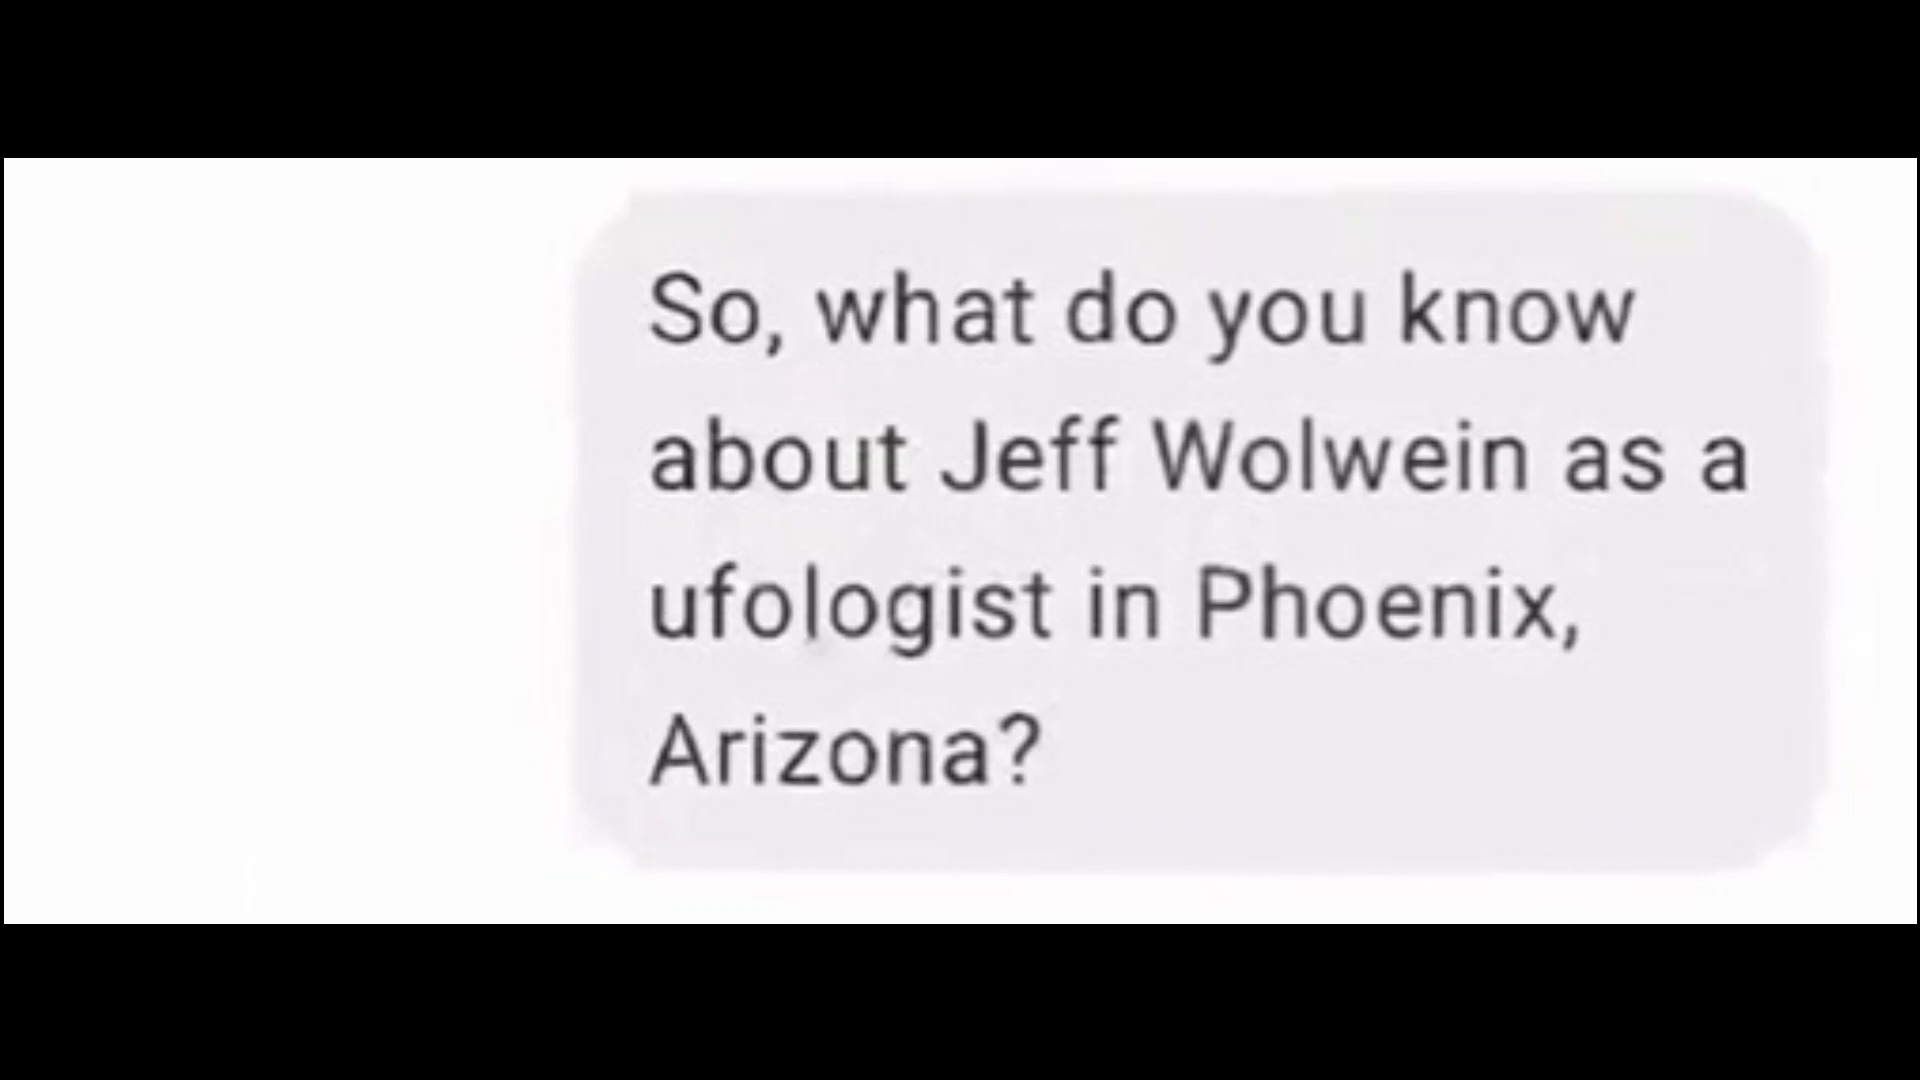 So, what do you know
about Jeff Wolwein as a
ufologist in Phoenix,
Arizona?